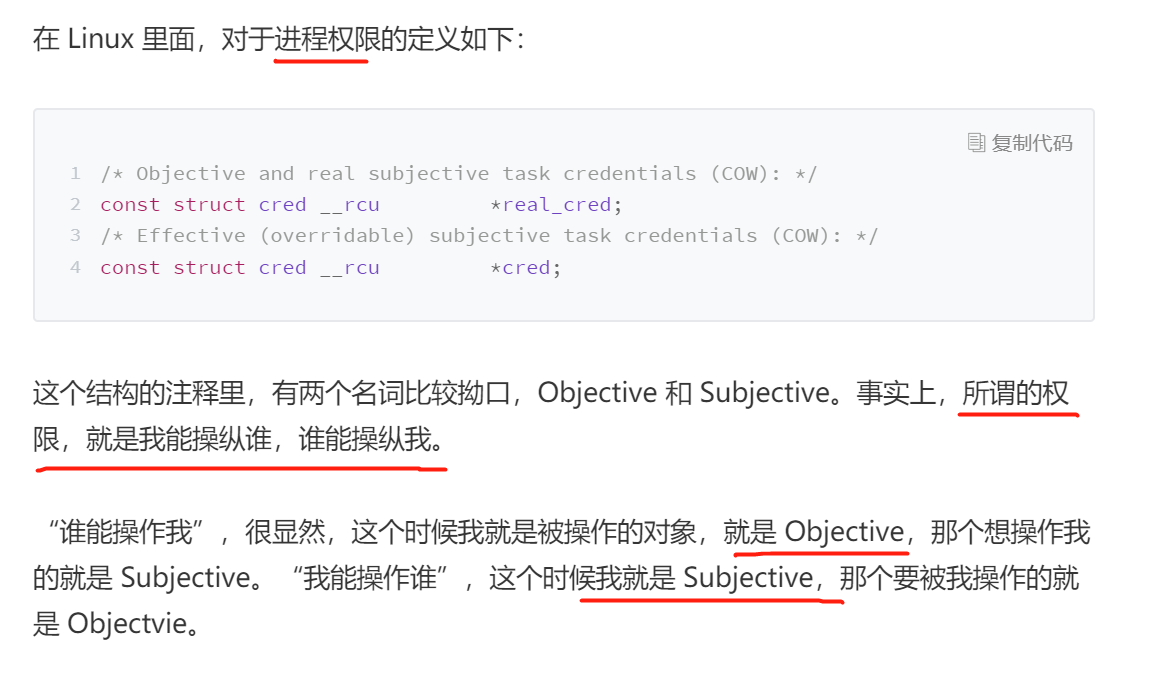 在 Linux 里面，对于进程权限的定义如下：
复制代码
1 /* Objective and real subjective task credentials (COW): */
2 const struct cred __rcu *real_cred;
3 /* Effective (overridable) subjective task credentials (COW): */
4 const struct cred __rcu *cred;
这个结构的注释里，有两个名词比较拗口，Objective 和 Subjective。事实上，所谓的权
限，就是我能操纵谁，谁能操纵我。
“谁能操作我”，很显然，这个时候我就是被操作的对象，就是 Objective，那个想操作我
的就是 Subjective。“我能操作谁”，这个时候我就是 Subjective，那个要被我操作的就
是 Objectvie。